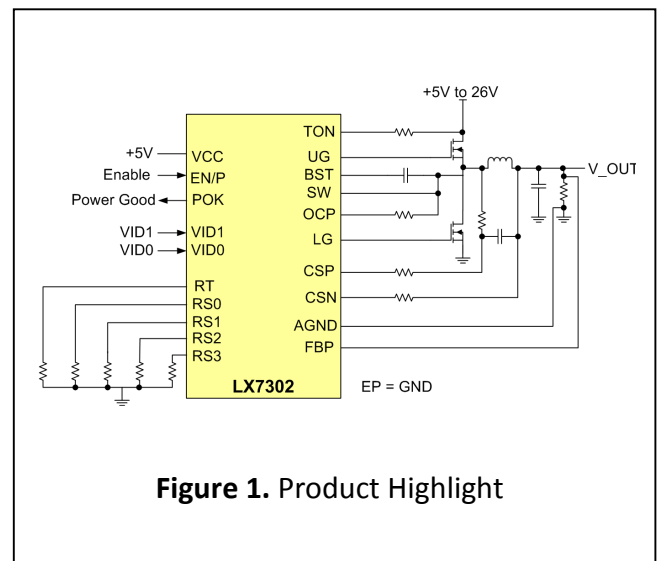 +5V to 26V
TON
UG
BST
SW
OCP
LG
CSP
CSN
AGND
FBP
+5V
VCC
Enable
EN/P
Power Good
POK
VID1
VID1
VID0
VID0
RT
RS0
RS1
RS2
RS3
V_OUT
LX7302
EP = GND
Figure 1. Product Highlight